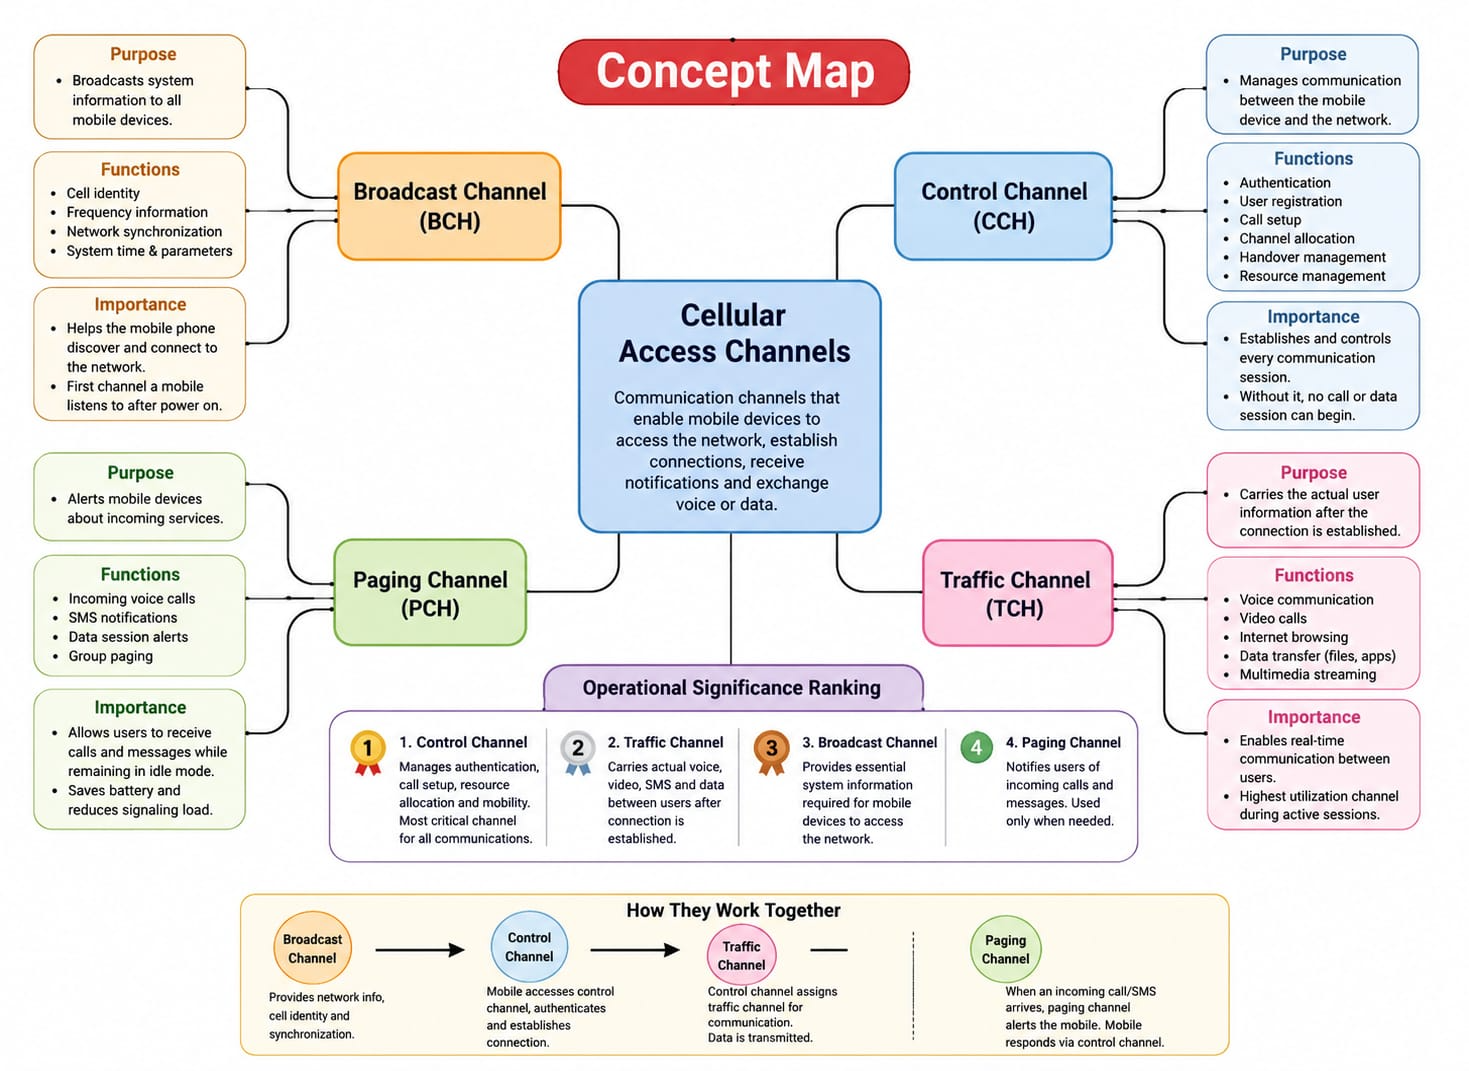 Concept Map
Purpose
• Broadcasts system
information to all
mobile devices.
Functions
• Cell identity
• Frequency information
• Network synchronization
• System time & parameters
Importance
• Helps the mobile phone
discover and connect to
the network.
• First channel a mobile
listens to after power on.
Broadcast Channel
(BCH)
Control Channel
(CCH)
Purpose
• Manages communication
between the mobile
device and the network.
Functions
• Authentication
• User registration
• Call setup
• Channel allocation
• Handover management
• Resource management
Importance
• Establishes and controls
every communication
session.
• Without it, no call or data
session can begin.
Cellular
Access Channels
Communication channels that
enable mobile devices to
access the network, establish
connections, receive
notifications and exchange
voice or data.
Purpose
• Alerts mobile devices
about incoming services.
Functions
• Incoming voice calls
• SMS notifications
• Data session alerts
• Group paging
Importance
• Allows users to receive
calls and messages while
remaining in idle mode.
• Saves battery and
reduces signaling load.
Paging Channel
(PCH)
Traffic Channel
(TCH)
Purpose
• Carries the actual user
information after the
connection is established.
Functions
• Voice communication
• Video calls
• Internet browsing
• Data transfer (files, apps)
• Multimedia streaming
Importance
• Enables real-time
communication between
users.
• Highest utilization channel
during active sessions.
Operational Significance Ranking
1
1. Control Channel
Manages authentication,
call setup, resource
allocation and mobility.
Most critical channel
for all communications.
2
2. Traffic Channel
Carries actual voice,
video, SMS and data
between users after
connection is
established.
3
3. Broadcast Channel
Provides essential
system information
required for mobile
devices to access
the network.
4
4. Paging Channel
Notifies users of
incoming calls and
messages. Used
only when needed.
How They Work Together
Broadcast
Channel
Provides network info,
cell identity and
synchronization.
Control
Channel
Mobile accesses control
channel, authenticates
and establishes
connection.
Traffic
Channel
Control channel assigns
traffic channel for
communication.
Data is transmitted.
Paging
Channel
When an incoming call/SMS
arrives, paging channel
alerts the mobile. Mobile
responds via control channel.